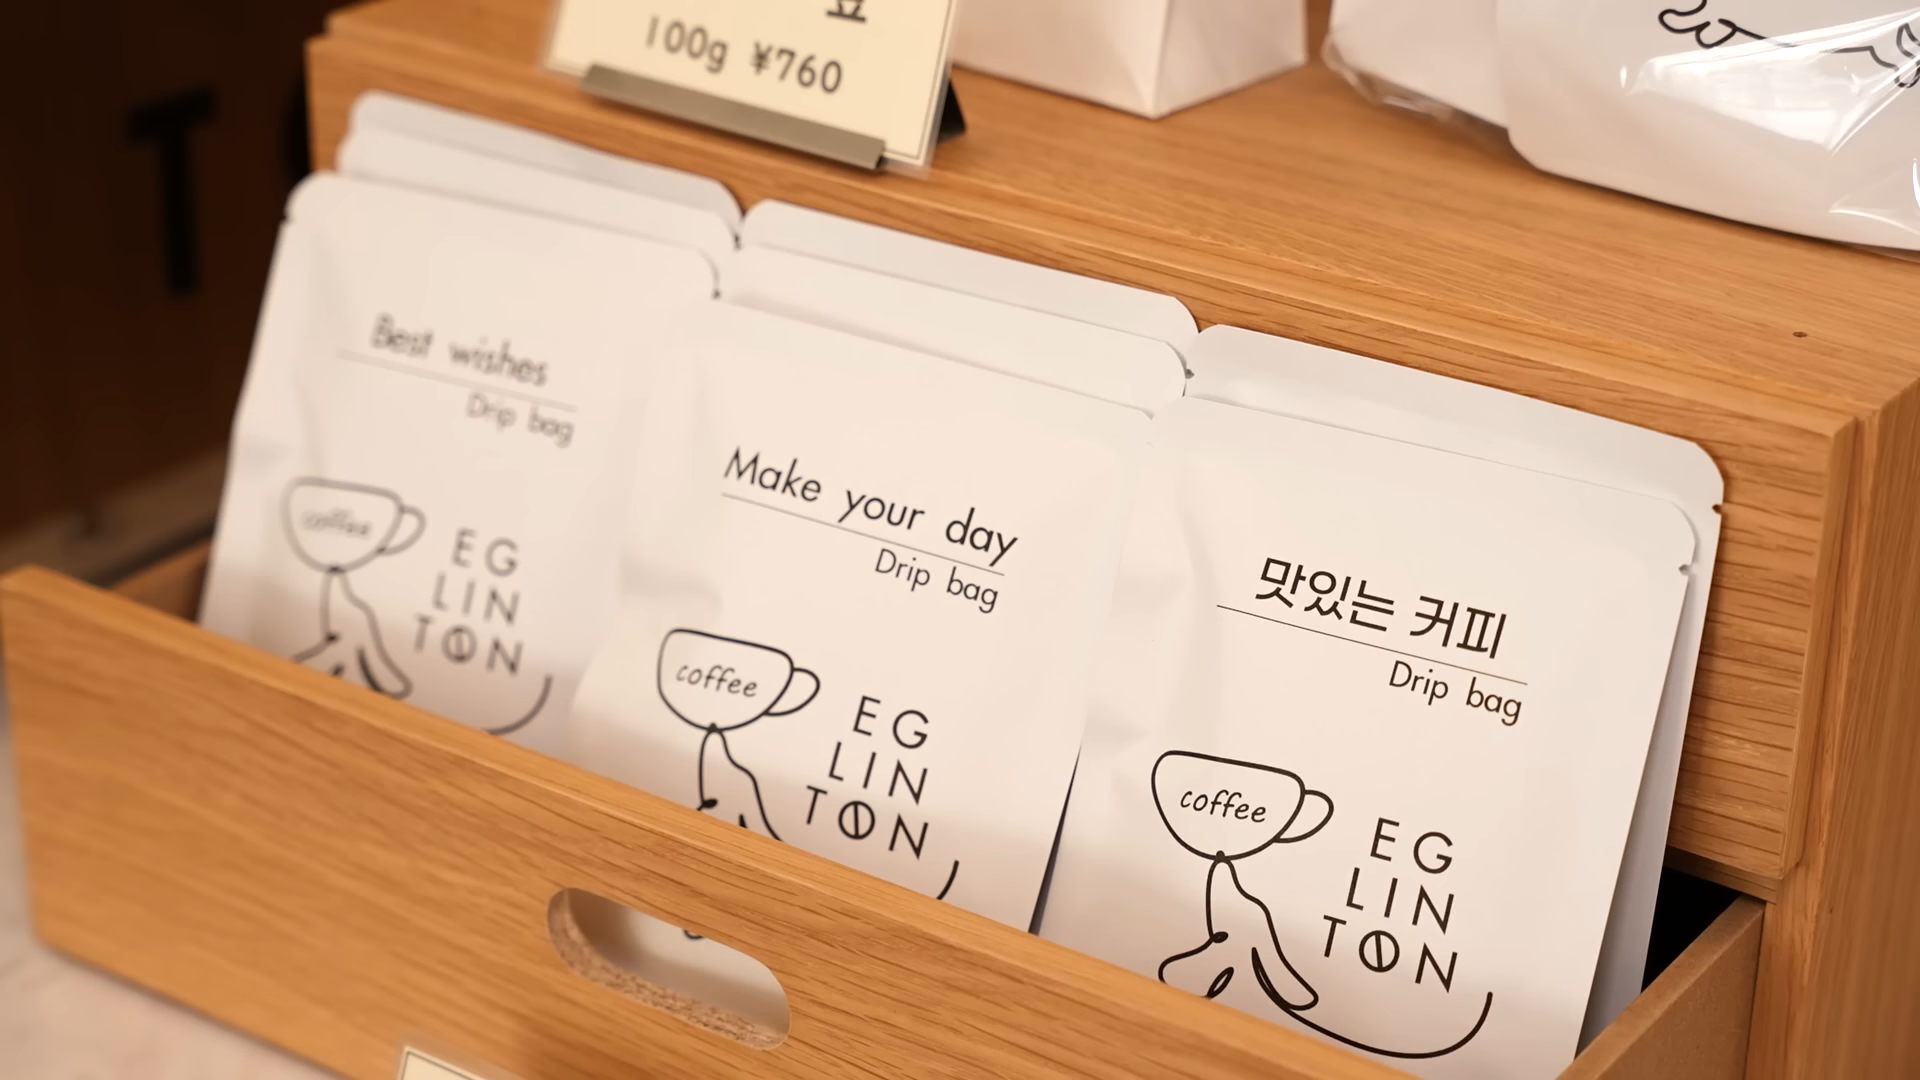 豆
100g ¥760
Best wishes
Drip bag
coffee
EG
LIN
TON
Make your day
Drip bag
coffee
EG
LIN
TON
맛있는 커피
Drip bag
coffee
EG
LIN
TON
T